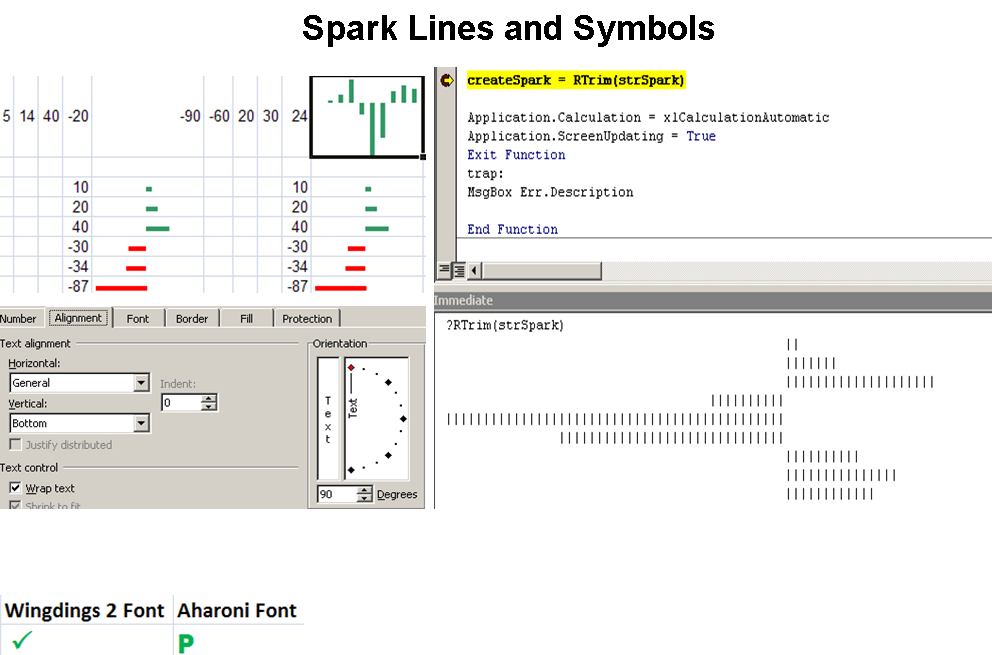 Spark Lines and Symbols
5 14 40 -20 -90 -60 20 30 24
10 10
20 20
40 40
-30 -30
-34 -34
-87 -87
createSpark = RTrim(strSpark)
Application.Calculation = xlCalculationAutomatic
Application.ScreenUpdating = True
Exit Function
trap:
MsgBox Err.Description
End Function
Number Alignment Font Border Fill Protection
Text alignment
Horizontal:
General
Indent:
0
Vertical:
Bottom
Justify distributed
Text control
Wrap text
Shrink to fit
Orientation
Text
Text
90 Degrees
Immediate
?RTrim(strSpark)
Wingdings 2 Font Aharoni Font
✓ P